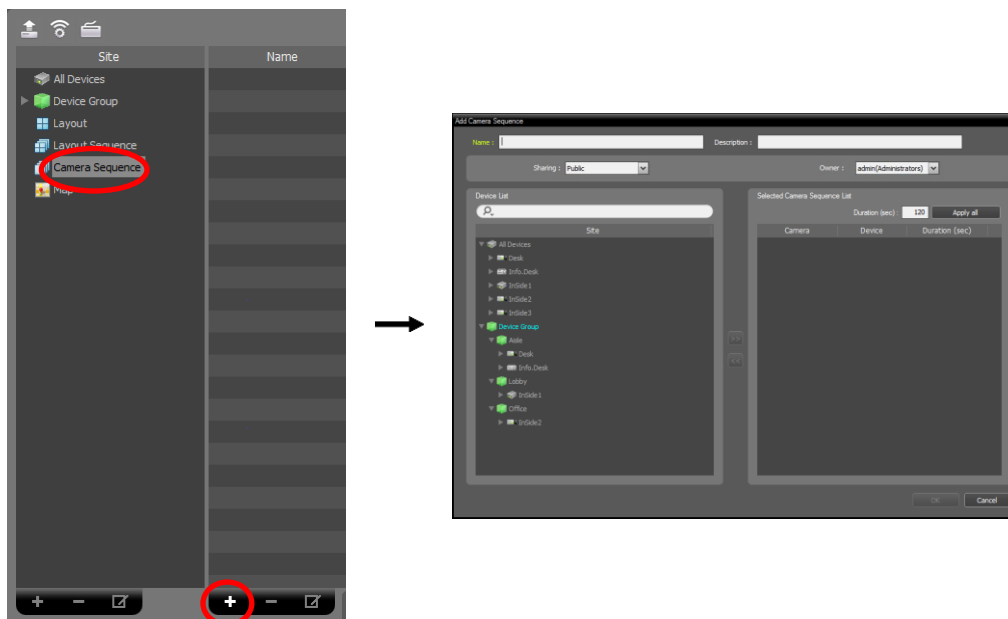 Site
Name
All Devices
Device Group
Layout
Layout Sequence
Camera Sequence
Map
Add Camera Sequence
Name :
Description :
Sharing : Public
Owner : admin(Administrators)
Device List
Selected Camera Sequence List
Duration (sec) 120 Apply all
Site
Camera Device Duration (sec)
All Devices
Desk
Info.Desk
InSide1
InSide2
InSide3
Device Group
Aisle
Desk
Info.Desk
Lobby
InSide1
Office
InSide2
>>
<<
OK Cancel